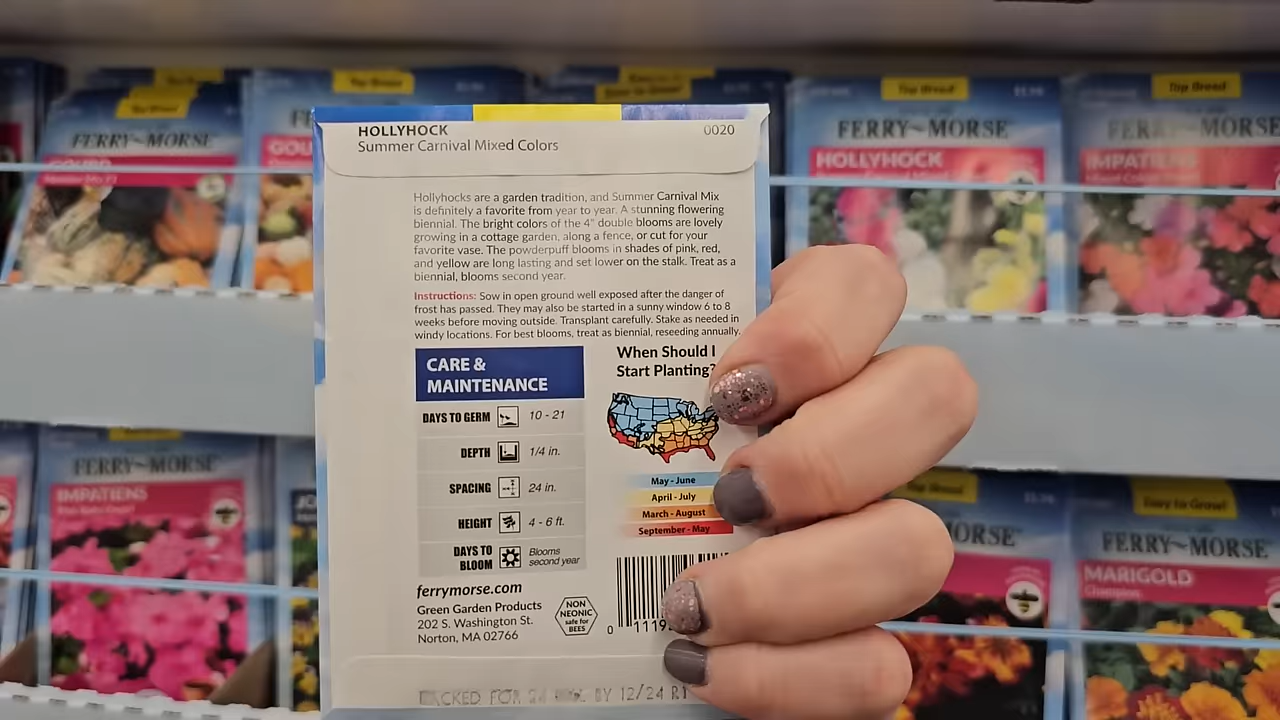 HOLLYHOCK
Summer Carnival Mixed Colors
0020
Hollyhocks are a garden tradition, and Summer Carnival Mix
is definitely a favorite from year to year. A stunning flowering
biennial. The bright colors of the 4" double blooms are lovely
growing in a cottage garden, along a fence, or cut for your
favorite vase. The powderpuff blooms in shades of pink, red,
and yellow are long lasting and set lower on the stalk. Treat as a
biennial, blooms second year.
Instructions: Sow in open ground well exposed after the danger of
frost has passed. They may also be started in a sunny window 6 to 8
weeks before moving outside. Transplant carefully. Stake as needed in
windy locations. For best blooms, treat as biennial, reseeding annually.
CARE &
MAINTENANCE
DAYS TO GERM 10 - 21
DEPTH 1/4 in.
SPACING 24 in.
HEIGHT 4 - 6 ft.
DAYS TO
BLOOM
Blooms
second year
When Should I
Start Planting?
May - June
April - July
March - August
September - May
ferrymorse.com
Green Garden Products
202 S. Washington St.
Norton, MA 02766
NON
NEONIC
safe for
BEES
0
BY 12/24
FERRY~MORSE
GOURD
Top Bread
FERRY~MORSE
HOLLYHOCK
Top Bread
FERRY~MORSE
IMPATIENS
FERRY~MORSE
IMPATIENS
Easy to Grow!
FERRY~MORSE
MARIGOLD